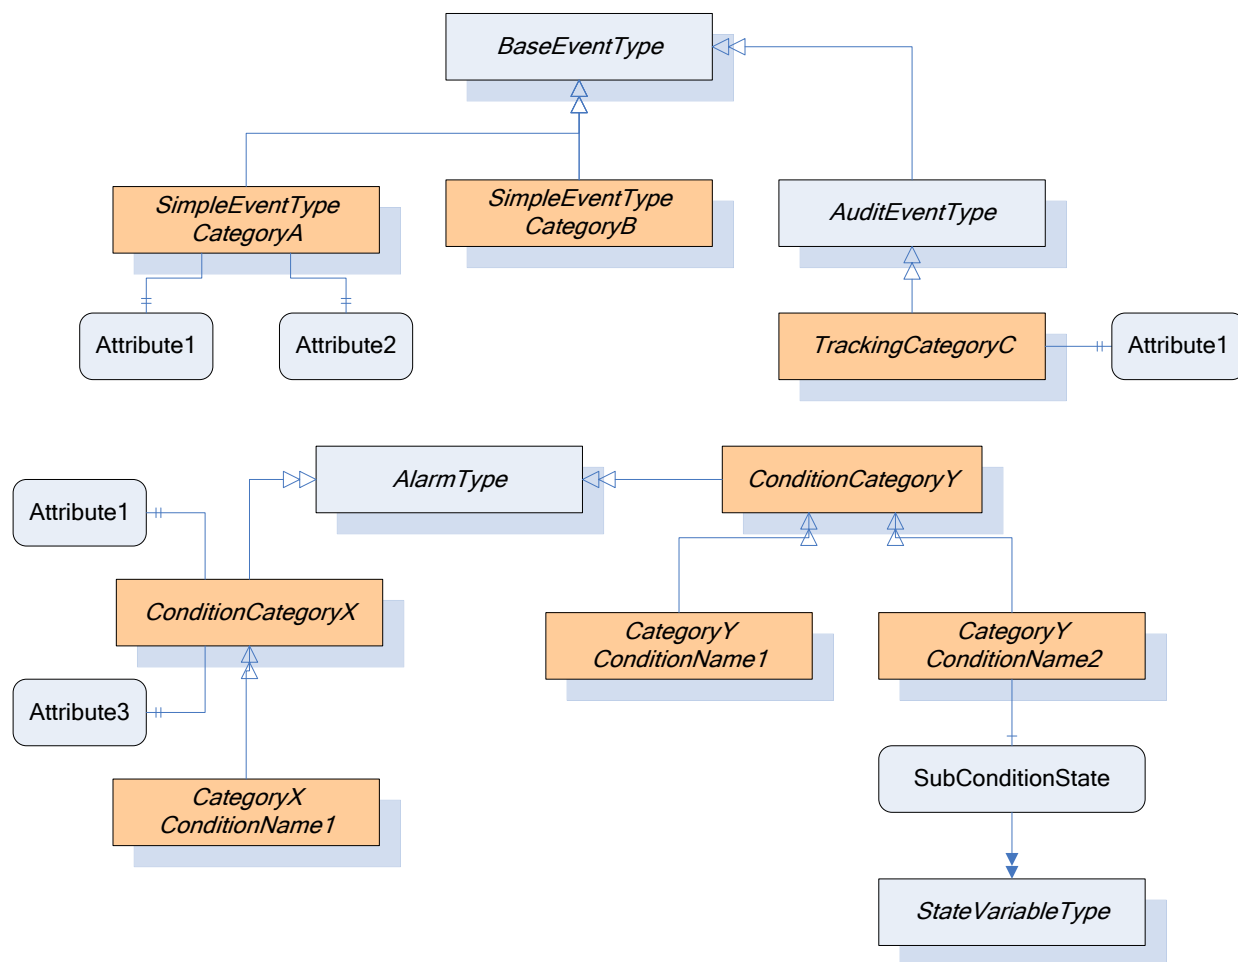 BaseEventType
SimpleEventType
CategoryA
SimpleEventType
CategoryB
AuditEventType
Attribute1
Attribute2
TrackingCategoryC
Attribute1
AlarmType
ConditionCategoryY
Attribute1
ConditionCategoryX
CategoryY
ConditionName1
CategoryY
ConditionName2
Attribute3
SubConditionState
CategoryX
ConditionName1
StateVariableType